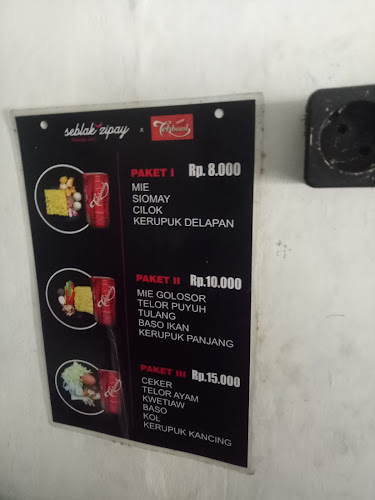 seblak zipay x Tehbotol
PAKET I Rp. 8.000
MIE
SIOMAY
CILOK
KERUPUK DELAPAN
PAKET II Rp.10.000
MIE GOLOSOR
TELOR PUYUH
TULANG
BASO IKAN
KERUPUK PANJANG
PAKET III Rp.15.000
CEKER
TELOR AYAM
KWETIAW
BASO
KOL
KERUPUK KANCING